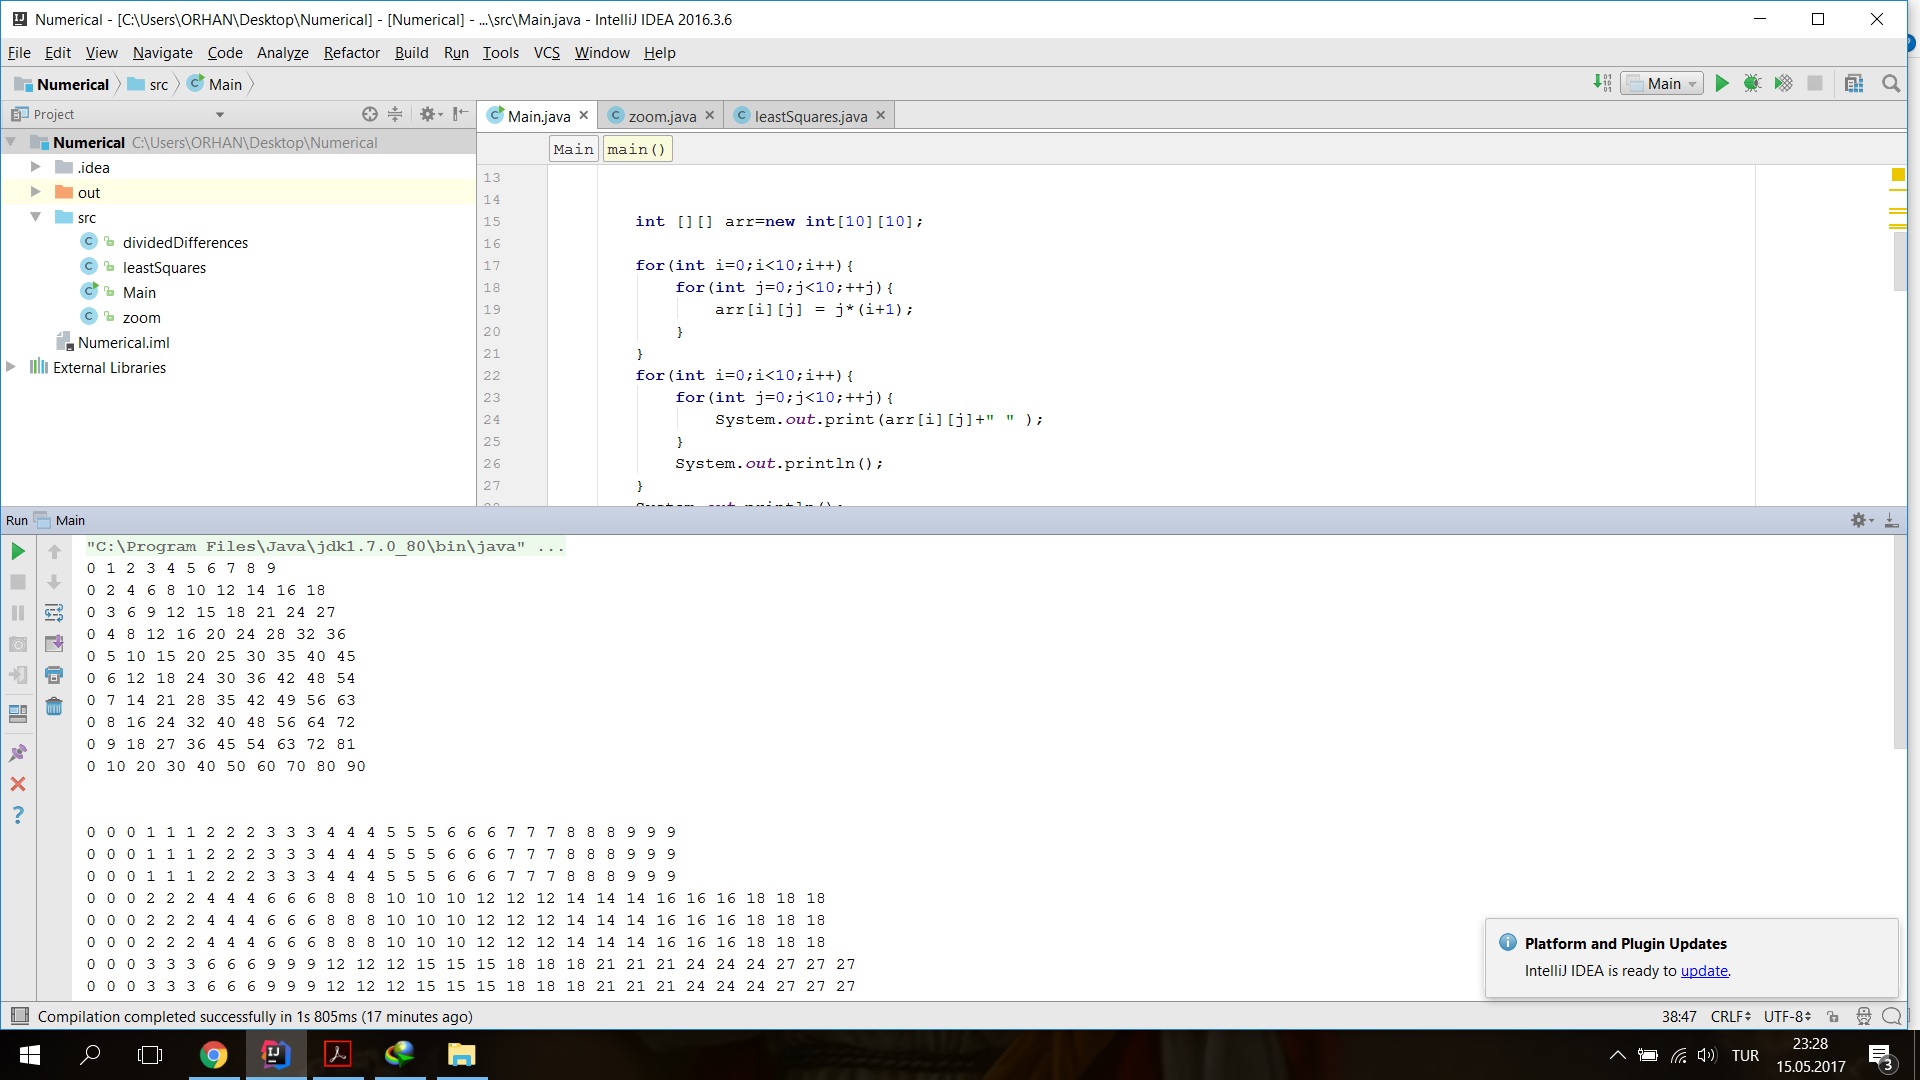 Numerical - [C:\Users\ORHAN\Desktop\Numerical] - [Numerical] - ...\src\Main.java - IntelliJ IDEA 2016.3.6
File Edit View Navigate Code Analyze Refactor Build Run Tools VCS Window Help
Numerical src Main Main
Project Main.java zoom.java leastSquares.java
Numerical C:\Users\ORHAN\Desktop\Numerical
.idea
out
src
dividedDifferences
leastSquares
Main
zoom
Numerical.iml
External Libraries
Main main()
13
14
15 int [][] arr=new int[10][10];
16
17 for(int i=0;i<10;i++){
18 for(int j=0;j<10;++j){
19 arr[i][j] = j*(i+1);
20 }
21 }
22 for(int i=0;i<10;i++){
23 for(int j=0;j<10;++j){
24 System.out.print(arr[i][j]+" " );
25 }
26 System.out.println();
27 }
Run Main
"C:\Program Files\Java\jdk1.7.0_80\bin\java" ...
0 1 2 3 4 5 6 7 8 9
0 2 4 6 8 10 12 14 16 18
0 3 6 9 12 15 18 21 24 27
0 4 8 12 16 20 24 28 32 36
0 5 10 15 20 25 30 35 40 45
0 6 12 18 24 30 36 42 48 54
0 7 14 21 28 35 42 49 56 63
0 8 16 24 32 40 48 56 64 72
0 9 18 27 36 45 54 63 72 81
0 10 20 30 40 50 60 70 80 90
0 0 0 1 1 1 2 2 2 3 3 3 4 4 4 5 5 5 6 6 6 7 7 7 8 8 8 9 9 9
0 0 0 1 1 1 2 2 2 3 3 3 4 4 4 5 5 5 6 6 6 7 7 7 8 8 8 9 9 9
0 0 0 1 1 1 2 2 2 3 3 3 4 4 4 5 5 5 6 6 6 7 7 7 8 8 8 9 9 9
0 0 0 2 2 2 4 4 4 6 6 6 8 8 8 10 10 10 12 12 12 14 14 14 16 16 16 18 18 18
0 0 0 2 2 2 4 4 4 6 6 6 8 8 8 10 10 10 12 12 12 14 14 14 16 16 16 18 18 18
0 0 0 2 2 2 4 4 4 6 6 6 8 8 8 10 10 10 12 12 12 14 14 14 16 16 16 18 18 18
0 0 0 3 3 3 6 6 6 9 9 9 12 12 12 15 15 15 18 18 18 21 21 21 24 24 24 27 27 27
0 0 0 3 3 3 6 6 6 9 9 9 12 12 12 15 15 15 18 18 18 21 21 21 24 24 24 27 27 27
Platform and Plugin Updates
IntelliJ IDEA is ready to update.
Compilation completed successfully in 1s 805ms (17 minutes ago) 38:47 CRLF UTF-8
TUR
23:28
15.05.2017
3